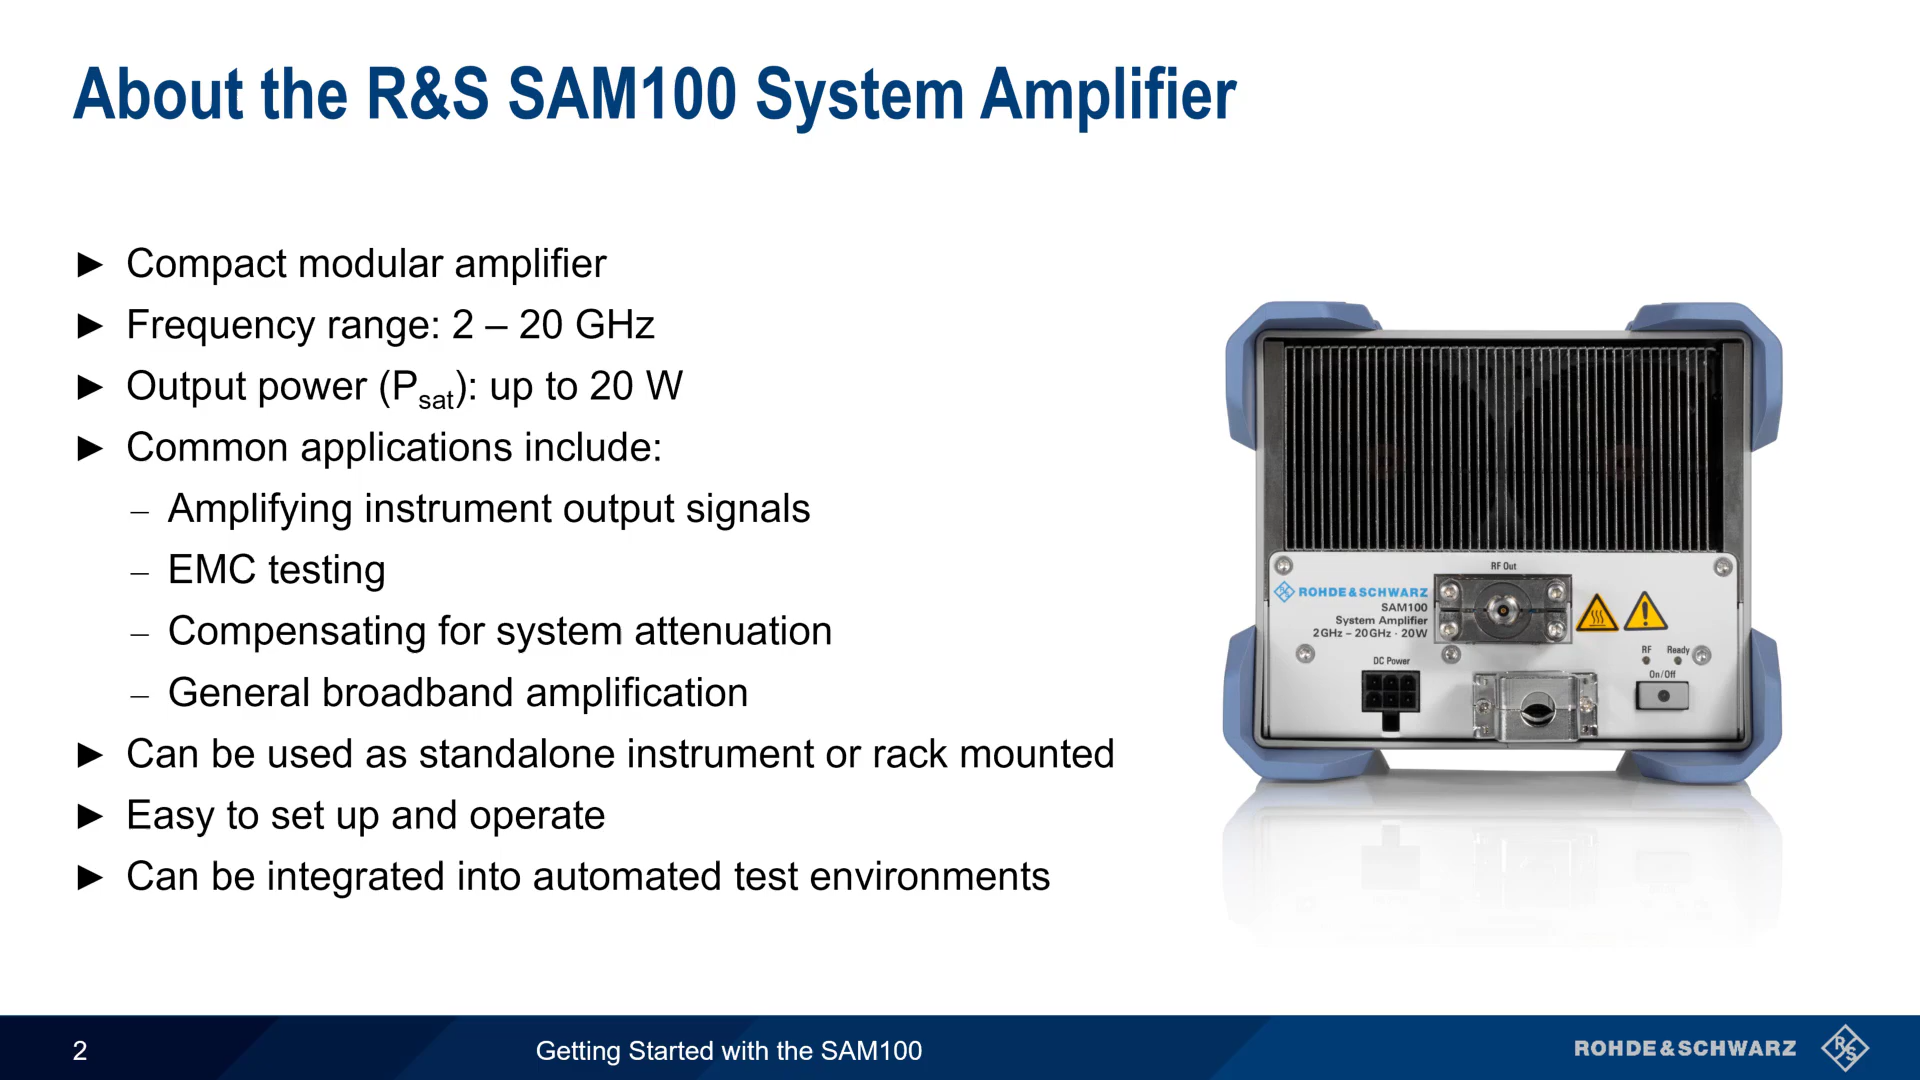 About the R&S SAM100 System Amplifier
► Compact modular amplifier
► Frequency range: 2 – 20 GHz
► Output power (Psat): up to 20 W
► Common applications include:
– Amplifying instrument output signals
– EMC testing
– Compensating for system attenuation
– General broadband amplification
► Can be used as standalone instrument or rack mounted
► Easy to set up and operate
► Can be integrated into automated test environments
RF Out
ROHDE&SCHWARZ
SAM100
System Amplifier
2GHz – 20GHz · 20W
DC Power
RF Ready
On/Off
2
Getting Started with the SAM100
ROHDE&SCHWARZ
R&S